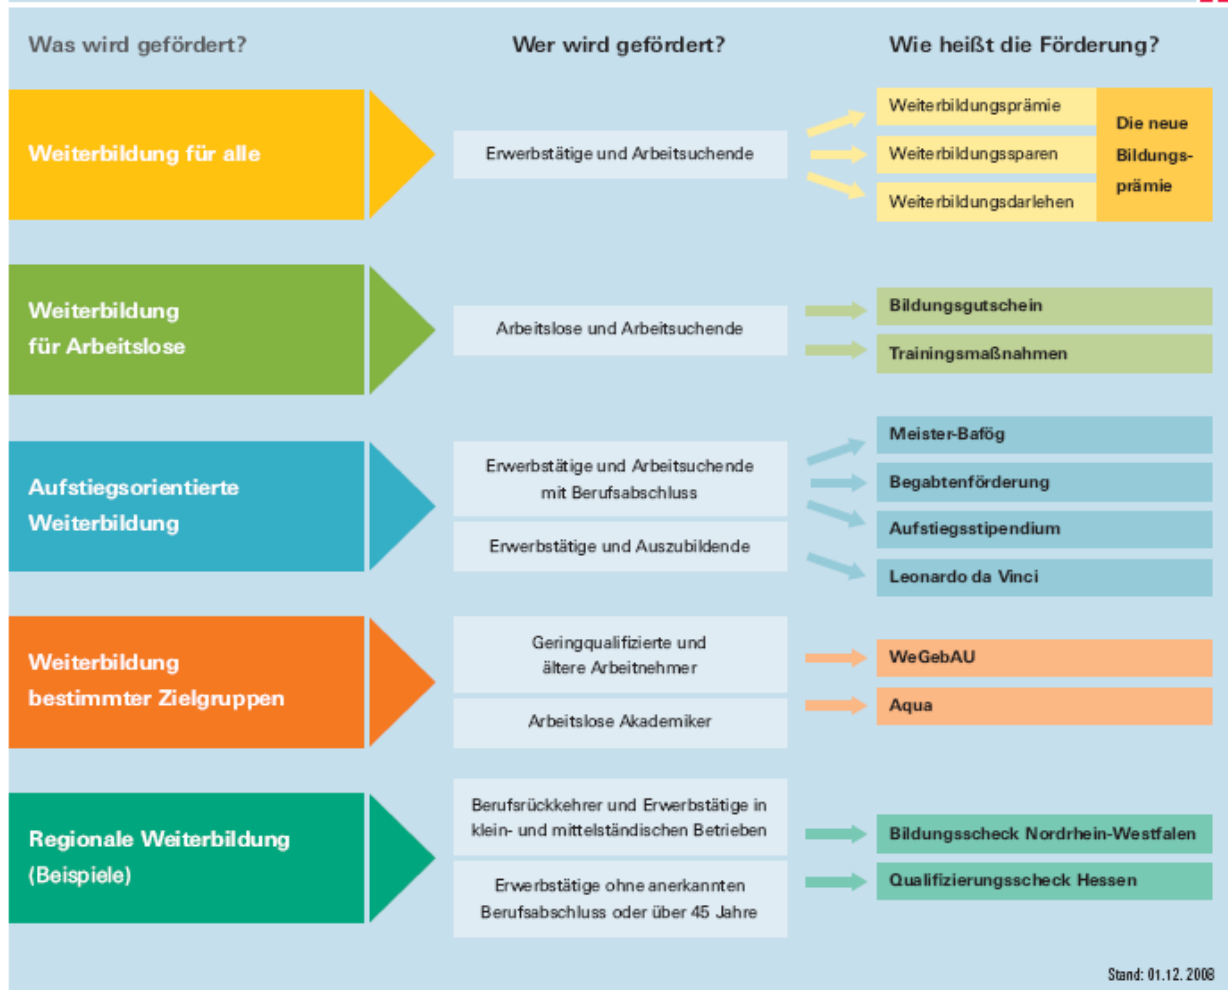 Was wird gefördert?
Wer wird gefördert?
Wie heißt die Förderung?
Weiterbildung für alle
Erwerbstätige und Arbeitsuchende
Weiterbildungsprämie
Weiterbildungssparen
Weiterbildungsdarlehen
Die neue
Bildungs-
prämie
Weiterbildung
für Arbeitslose
Arbeitslose und Arbeitsuchende
Bildungsgutschein
Trainingsmaßnahmen
Aufstiegsorientierte
Weiterbildung
Erwerbstätige und Arbeitsuchende
mit Berufsabschluss
Erwerbstätige und Auszubildende
Meister-Bafög
Begabtenförderung
Aufstiegsstipendium
Leonardo da Vinci
Weiterbildung
bestimmter Zielgruppen
Geringqualifizierte und
ältere Arbeitnehmer
Arbeitslose Akademiker
WeGebAU
Aqua
Regionale Weiterbildung
(Beispiele)
Berufsrückkehrer und Erwerbstätige in
klein- und mittelständischen Betrieben
Erwerbstätige ohne anerkannten
Berufsabschluss oder über 45 Jahre
Bildungsscheck Nordrhein-Westfalen
Qualifizierungsscheck Hessen
Stand: 01.12. 2008